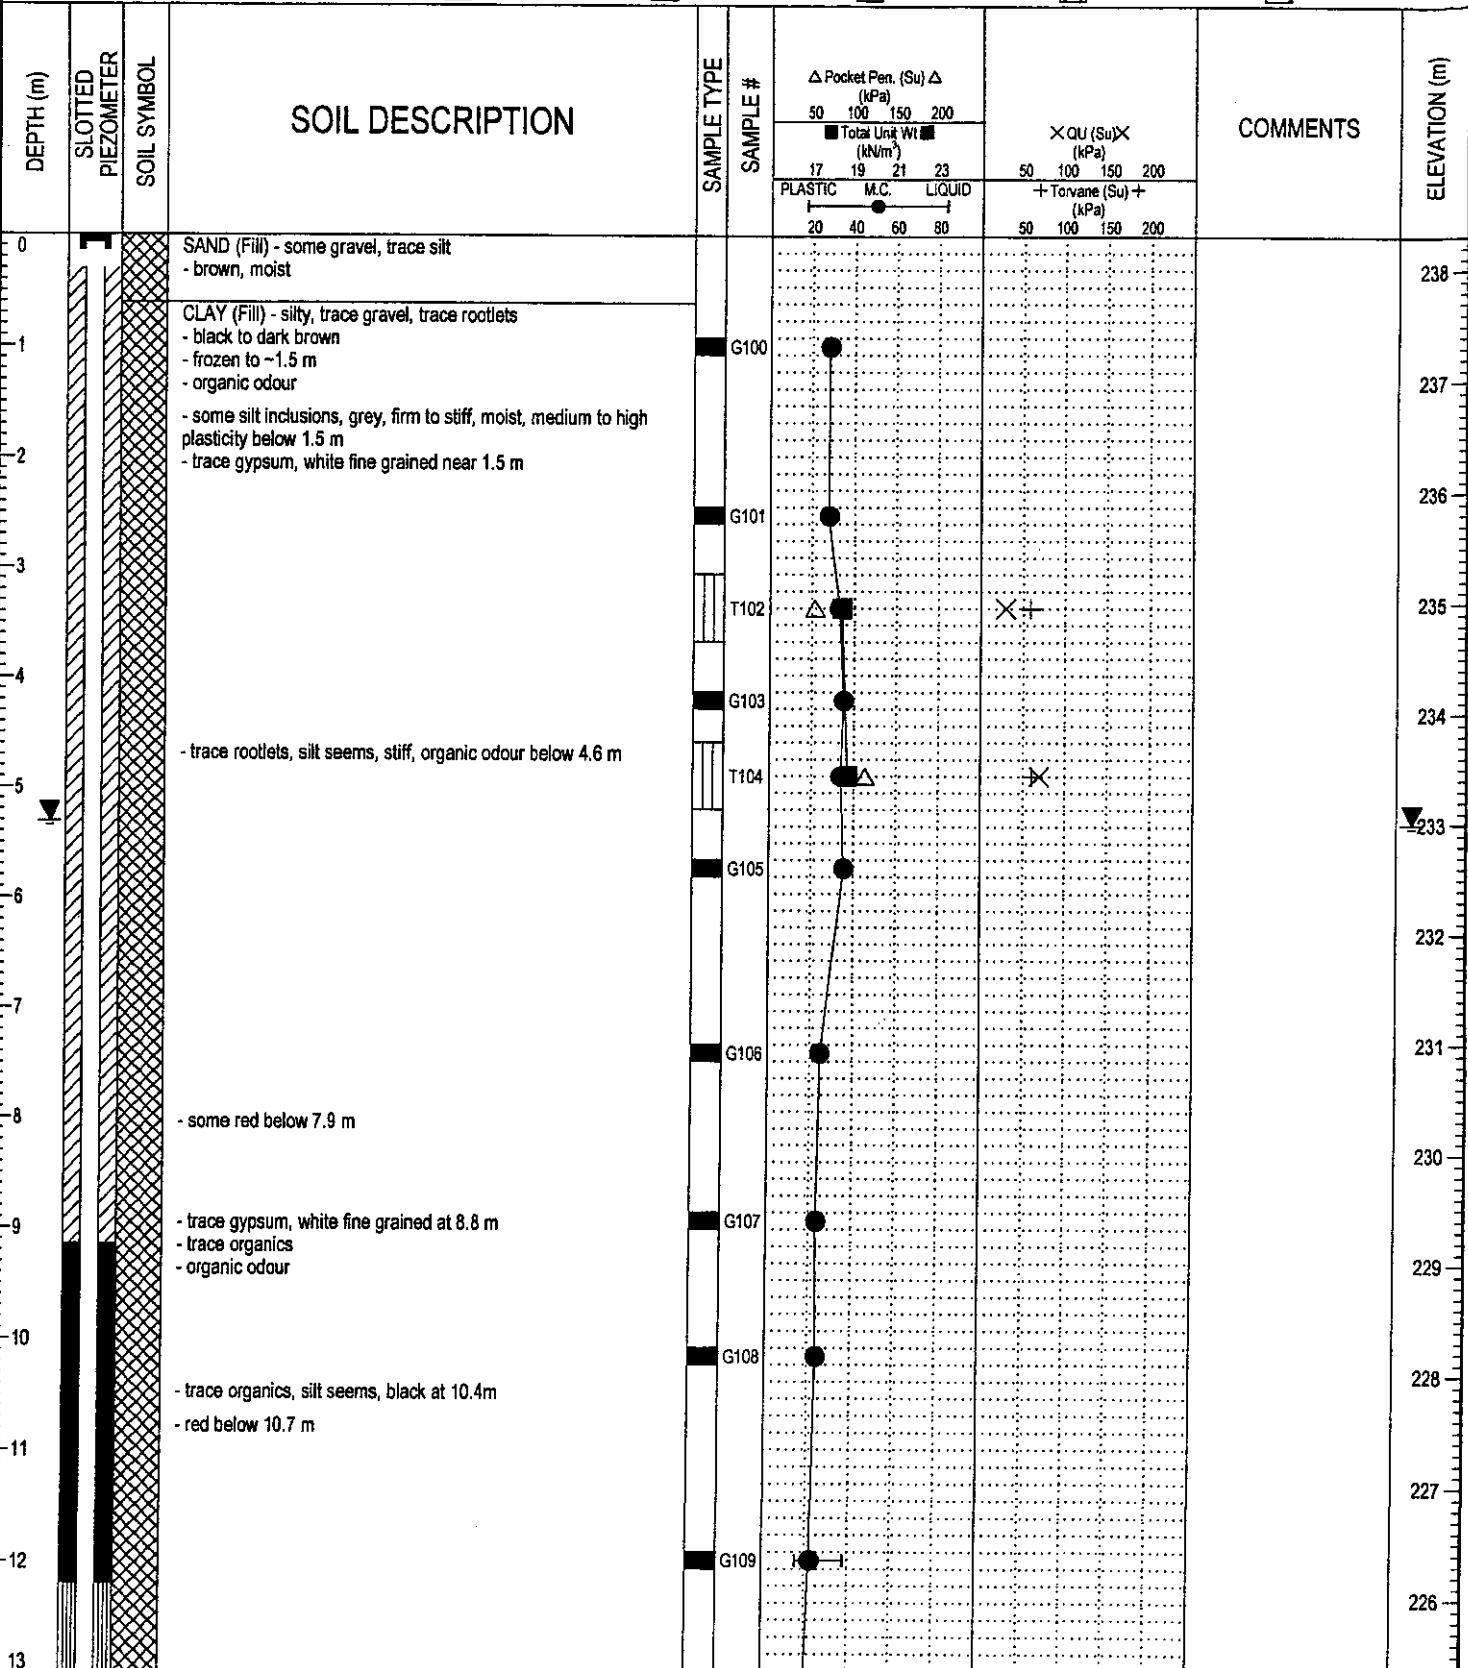 DEPTH (m)
SLOTTED
PIEZOMETER
SOIL SYMBOL
SOIL DESCRIPTION
SAMPLE TYPE
SAMPLE #
△ Pocket Pen. (Su) △
(kPa)
50 100 150 200
■ Total Unit Wt ■
(kN/m³)
17 19 21 23
PLASTIC M.C. LIQUID
20 40 60 80
× QU (Su) ×
(kPa)
50 100 150 200
+ Torvane (Su) +
(kPa)
50 100 150 200
COMMENTS
ELEVATION (m)
0
SAND (Fill) - some gravel, trace silt
- brown, moist
238
CLAY (Fill) - silty, trace gravel, trace rootlets
- black to dark brown
1
G100
- frozen to ~1.5 m
- organic odour
237
- some silt inclusions, grey, firm to stiff, moist, medium to high
plasticity below 1.5 m
2
- trace gypsum, white fine grained near 1.5 m
236
G101
3
T102
235
4
G103
234
- trace rootlets, silt seems, stiff, organic odour below 4.6 m
T104
5
233
G105
6
232
7
231
G106
8
- some red below 7.9 m
230
9
- trace gypsum, white fine grained at 8.8 m
G107
- trace organics
- organic odour
229
10
G108
228
- trace organics, silt seems, black at 10.4m
- red below 10.7 m
11
227
12
G109
226
13